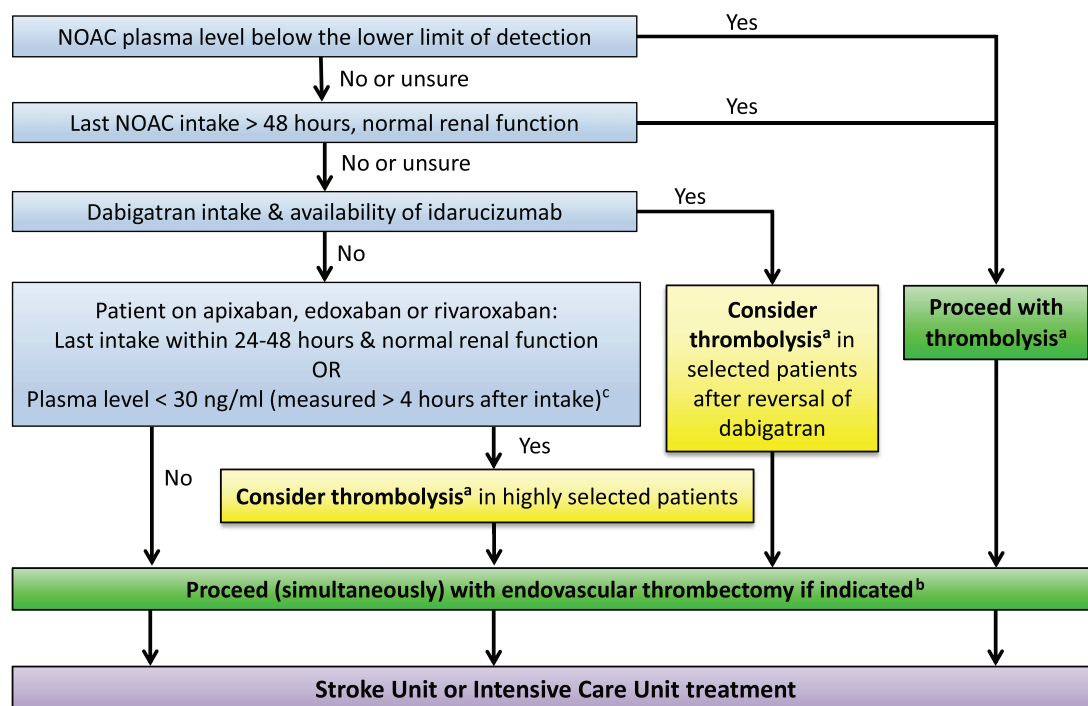 NOAC plasma level below the lower limit of detection
Yes
No or unsure
Last NOAC intake > 48 hours, normal renal function
Yes
No or unsure
Dabigatran intake & availability of idarucizumab
Yes
No
Patient on apixaban, edoxaban or rivaroxaban:
Last intake within 24-48 hours & normal renal function
OR
Plasma level < 30 ng/ml (measured > 4 hours after intake)c
Consider
thrombolysisa in
selected patients
after reversal of
dabigatran
Proceed with
thrombolysisa
No
Yes
Consider thrombolysisa in highly selected patients
Proceed (simultaneously) with endovascular thrombectomy if indicatedb
Stroke Unit or Intensive Care Unit treatment